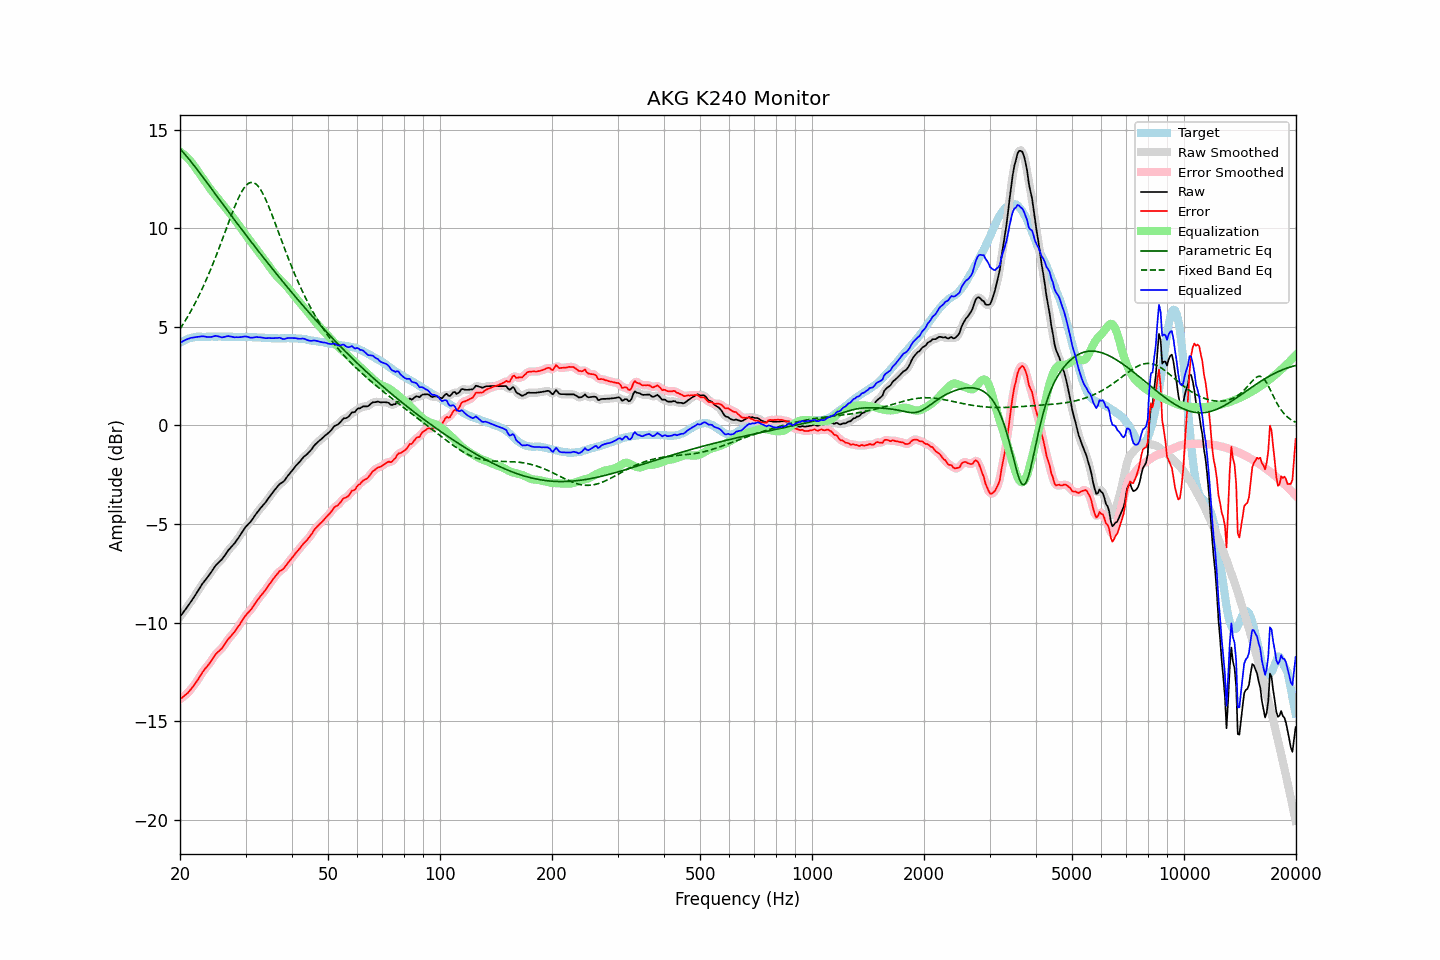 AKG K240 Monitor
15
10
5
0
−5
−10
−15
−20
Amplitude (dBr)
20
50
100
200
500
1000
2000
5000
10000
20000
Frequency (Hz)
Target
Raw Smoothed
Error Smoothed
Raw
Error
Equalization
Parametric Eq
Fixed Band Eq
Equalized